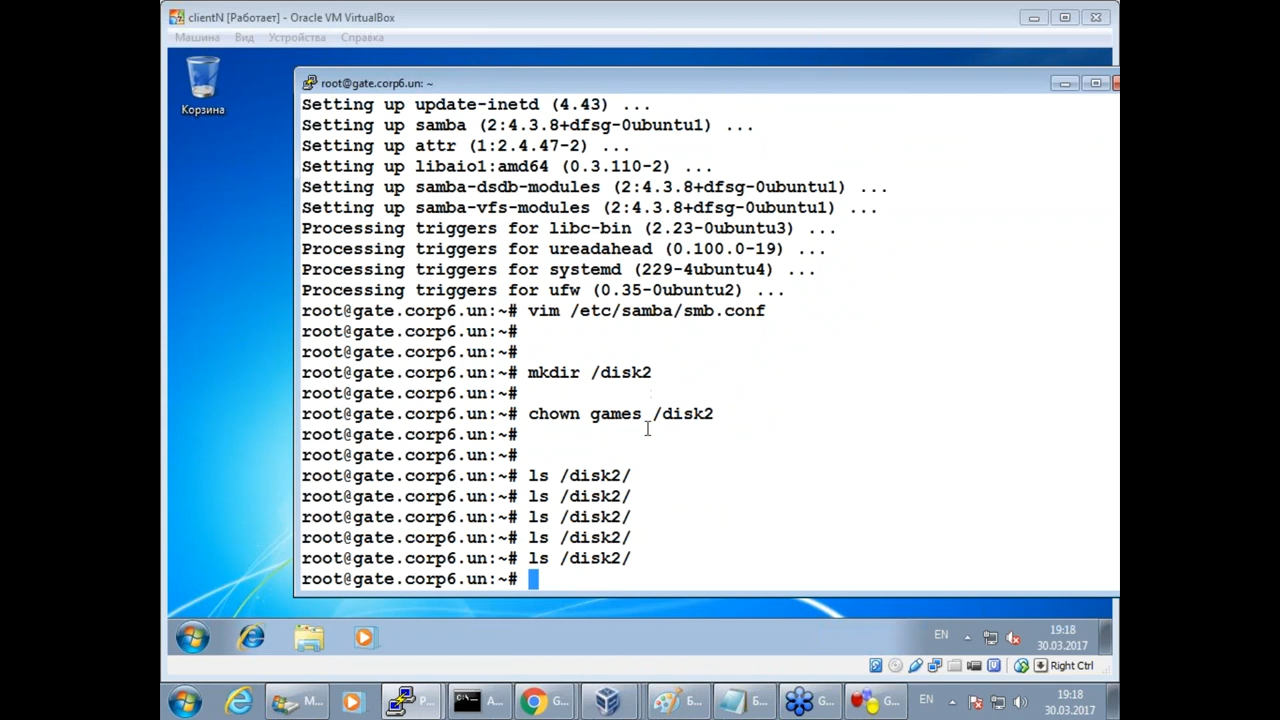 clientN [Работает] - Oracle VM VirtualBox
Машина Вид Устройства Справка
Корзина
root@gate.corp6.un: ~
Setting up update-inetd (4.43) ...
Setting up samba (2:4.3.8+dfsg-0ubuntu1) ...
Setting up attr (1:2.4.47-2) ...
Setting up libaio1:amd64 (0.3.110-2) ...
Setting up samba-dsdb-modules (2:4.3.8+dfsg-0ubuntu1) ...
Setting up samba-vfs-modules (2:4.3.8+dfsg-0ubuntu1) ...
Processing triggers for libc-bin (2.23-0ubuntu3) ...
Processing triggers for ureadahead (0.100.0-19) ...
Processing triggers for systemd (229-4ubuntu4) ...
Processing triggers for ufw (0.35-0ubuntu2) ...
root@gate.corp6.un:~# vim /etc/samba/smb.conf
root@gate.corp6.un:~#
root@gate.corp6.un:~#
root@gate.corp6.un:~# mkdir /disk2
root@gate.corp6.un:~#
root@gate.corp6.un:~# chown games /disk2
root@gate.corp6.un:~#
root@gate.corp6.un:~#
root@gate.corp6.un:~# ls /disk2/
root@gate.corp6.un:~# ls /disk2/
root@gate.corp6.un:~# ls /disk2/
root@gate.corp6.un:~# ls /disk2/
root@gate.corp6.un:~# ls /disk2/
root@gate.corp6.un:~#
EN 19:18
30.03.2017
Right Ctrl
M... P... A... G... Б... Б... G... G... EN 19:18
30.03.2017